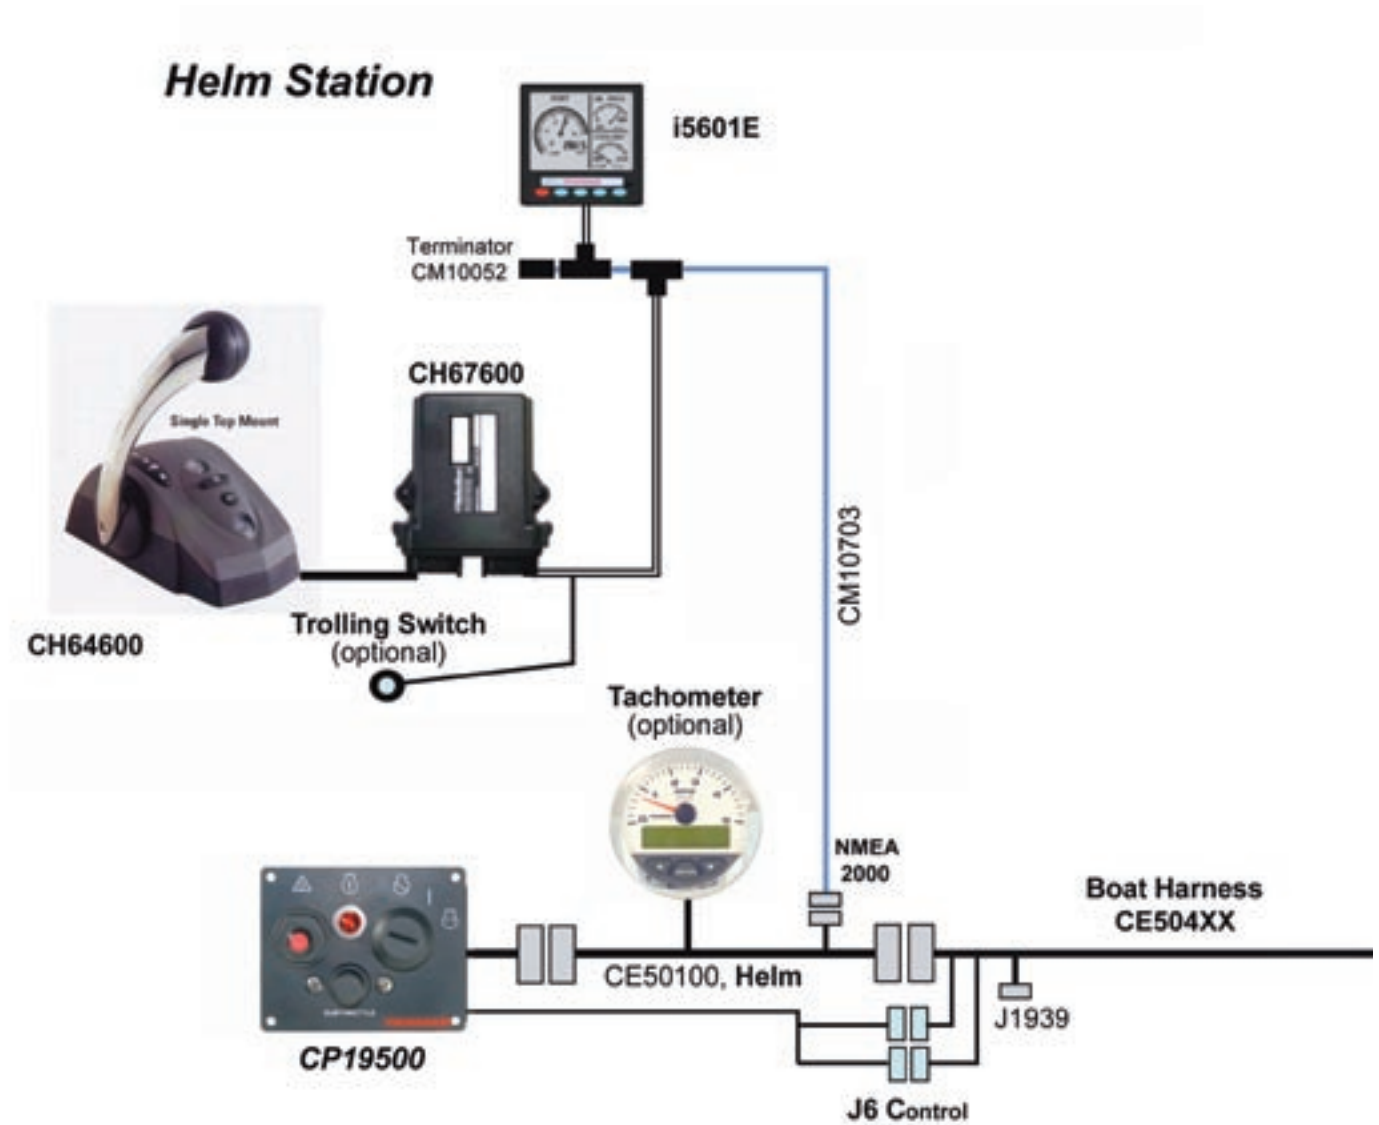 Helm Station
i5601E
Terminator
CM10052
CH67600
Single Top Mount
CM10703
Trolling Switch
(optional)
CH64600
Tachometer
(optional)
NMEA
2000
Boat Harness
CE504XX
CE50100, Helm
J1939
CP19500
J6 Control